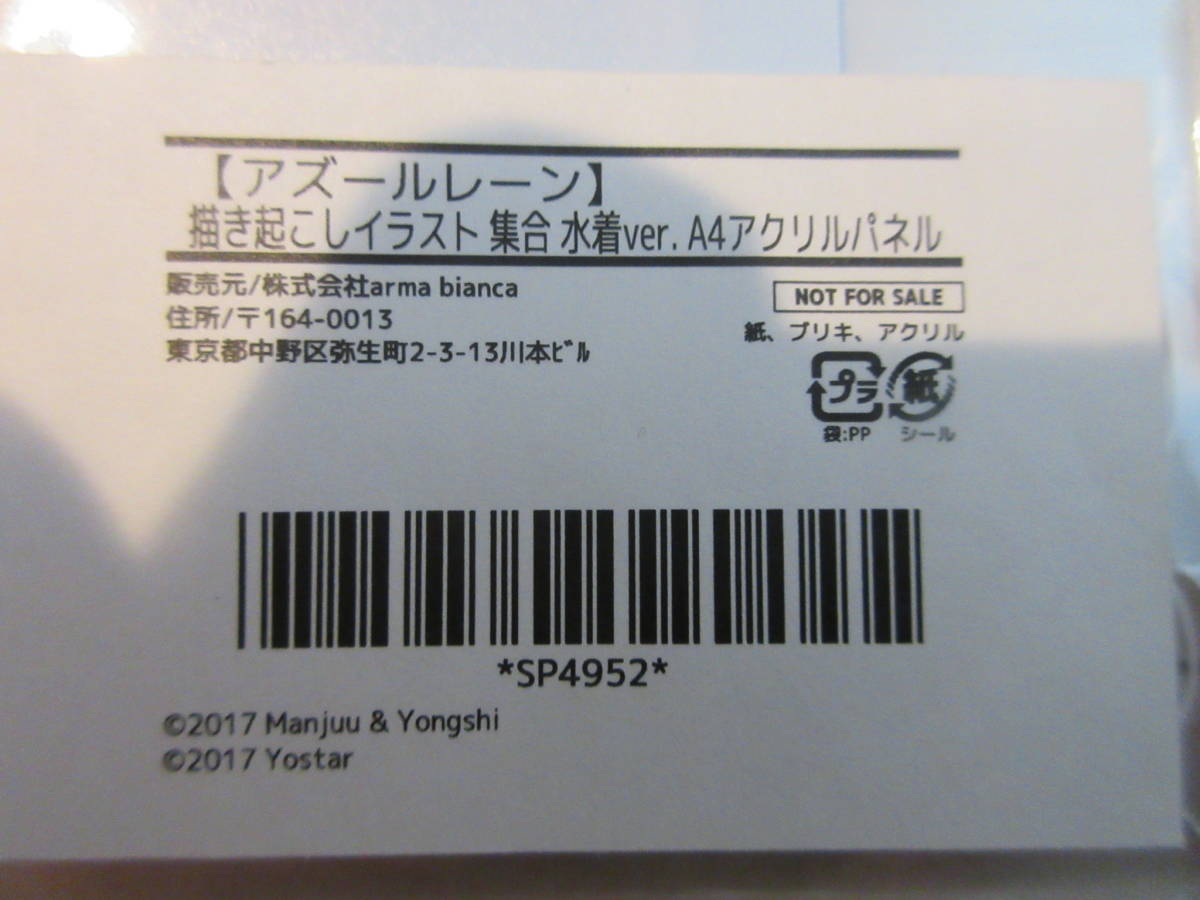 【アズールレーン】
描き起こしイラスト 集合 水着ver. A4アクリルパネル
販売元/株式会社arma bianca
住所/〒164-0013
東京都中野区弥生町2-3-13川本ﾋﾞﾙ
NOT FOR SALE
紙、ブリキ、アクリル
プラ 紙
袋:PP シール
*SP4952*
©2017 Manjuu & Yongshi
©2017 Yostar